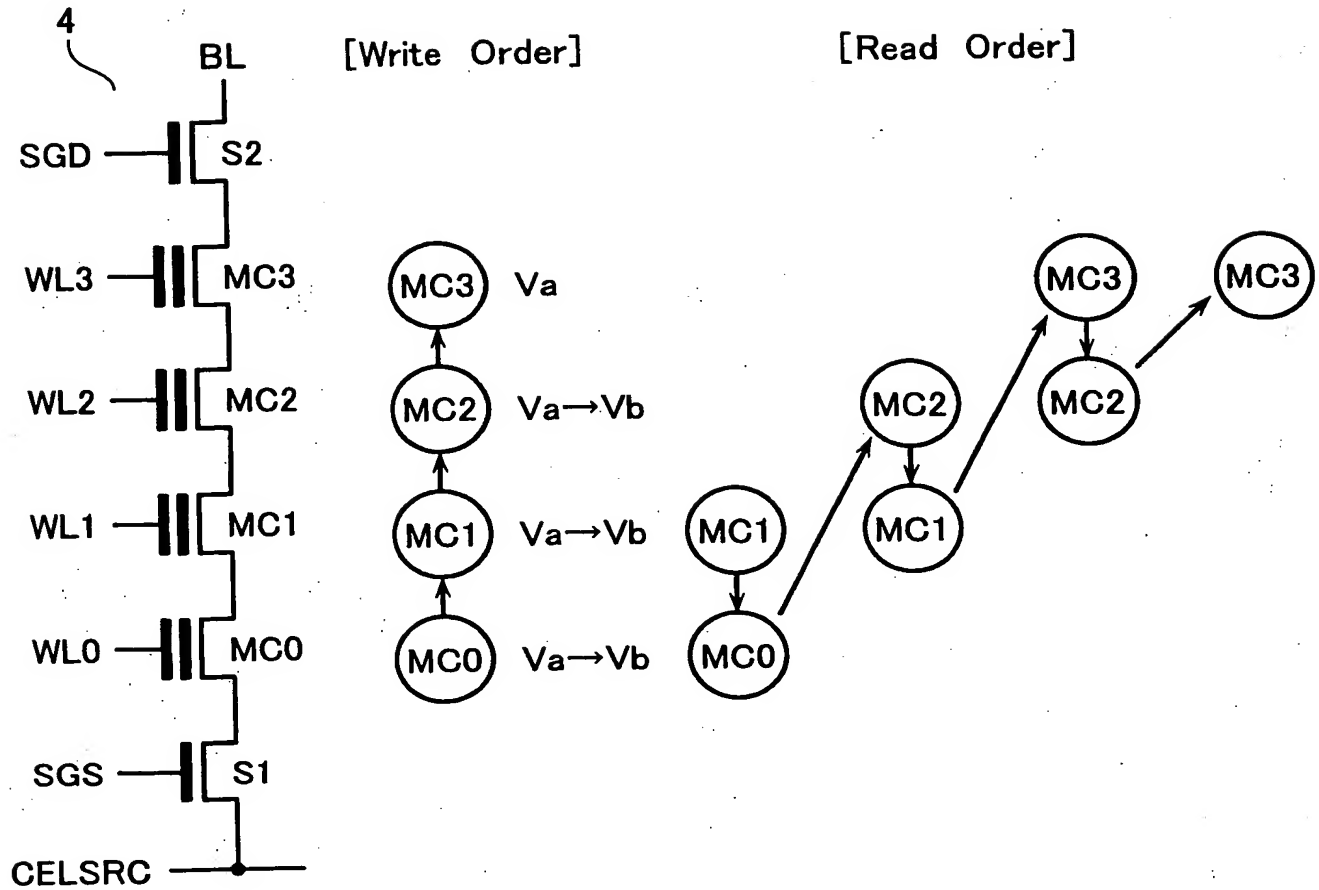 4
BL [Write Order] [Read Order]
SGD S2
WL3 MC3 MC3 Va MC3 MC3
WL2 MC2 MC2 Va→Vb MC2 MC2
WL1 MC1 MC1 Va→Vb MC1 MC1
WL0 MC0 MC0 Va→Vb MC0
SGS S1
CELSRC